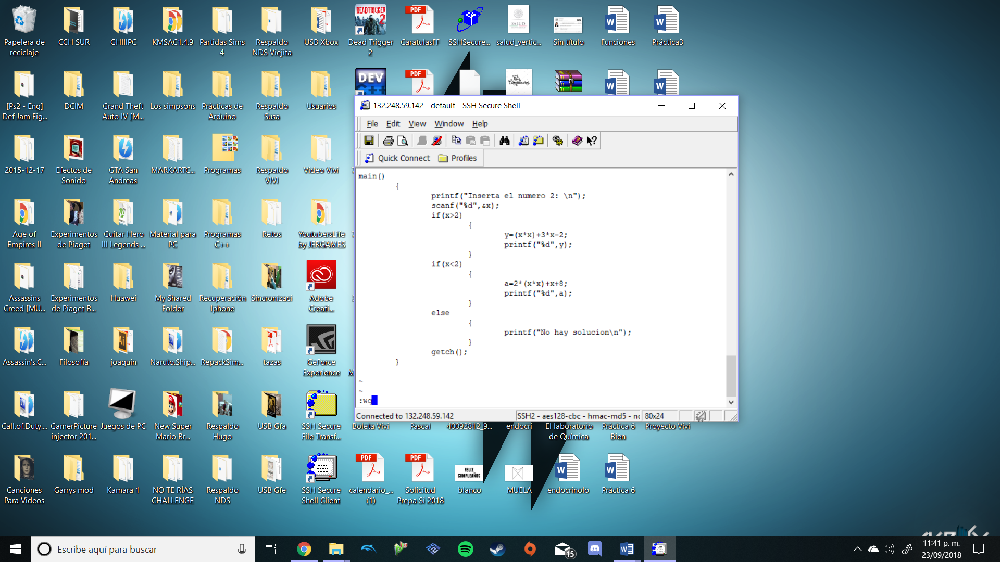 Papelera de
reciclaje
CCH SUR
GHIIIPC
KMSAC1.4.9
Partidas Sims
4
Respaldo
NDS Viejita
USB Xbox
DEADTRIGGER
2
Dead Trigger
2
PDF
CaratulasFF
SSHSecure...
SALUD
salud_vertic...
Sin título
Funciones
Práctica3
[Ps2 - Eng]
Def Jam Fig...
DCIM
Grand Theft
Auto IV [M...
Los simpsons
Prácticas de
Arduino
Respaldo
Susa
Usuarios
DEV
PDF
Feliz
Cumpleaños
2015-12-17
Efectos de
Sonido
GTA San
Andreas
MARKARTC...
Programas
Respaldo
VIVI
Video Vivi
Age of
Empires II
Experimentos
de Piaget
Guitar Hero
III Legends ...
Material para
PC
Programas
C++
Retos
YoutubersLife
by JERGAMES
Assassins
Creed [MU...
Experimentos
de Piaget B...
Huawei
My Shared
Folder
Recuperación
Iphone
Sincronizaci
Adobe
Creati...
Assassin's.C...
Filosofía
joaquin
Naruto.Ship...
RepackSim...
tazas
GeForce
Experience
Call.of.Duty....
GamerPicture
injector 201...
Juegos de PC
New Super
Mario Br...
Respaldo
Hugo
USB Gfa
SSH Secure
File Transf...
Boleta Vivi
Pascal
40092812_9...
endocri
El laboratorio
de Química
Práctica 6
Bien
Proyecto Vivi
Canciones
Para Videos
Garrys mod
Kamara 1
NO TE RÍAS
CHALLENGE
Respaldo
NDS
USB Gfe
SSH Secure
Shell Client
PDF
calendario_...
(1)
PDF
Solicitud
Prepa Si 2018
FELIZ
CUMPLEAÑOS
blanco
MUELA
endocrinolo
Práctica 6
132.248.59.142 - default - SSH Secure Shell
File Edit View Window Help
Quick Connect Profiles
main()
{
printf("Inserta el numero 2: \n");
scanf("%d",&x);
if(x>2)
{
y=(x*x)+3*x-2;
printf("%d",y);
}
if(x<2)
{
a=2*(x*x)+x+8;
printf("%d",a);
}
else
{
printf("No hay solucion\n");
}
getch();
}
~
~
:wq
Connected to 132.248.59.142
SSH2 - aes128-cbc - hmac-md5 - nc
80x24
Escribe aquí para buscar
15
11:41 p. m.
23/09/2018